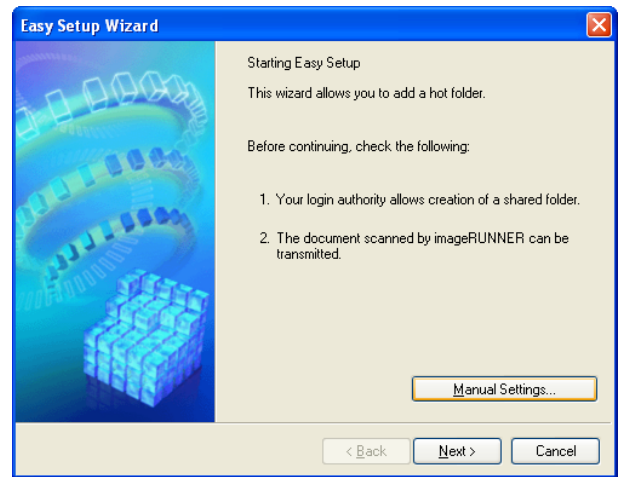 Easy Setup Wizard
Starting Easy Setup
This wizard allows you to add a hot folder.
Before continuing, check the following:
1. Your login authority allows creation of a shared folder.
2. The document scanned by imageRUNNER can be
transmitted.
Manual Settings...
< Back
Next >
Cancel